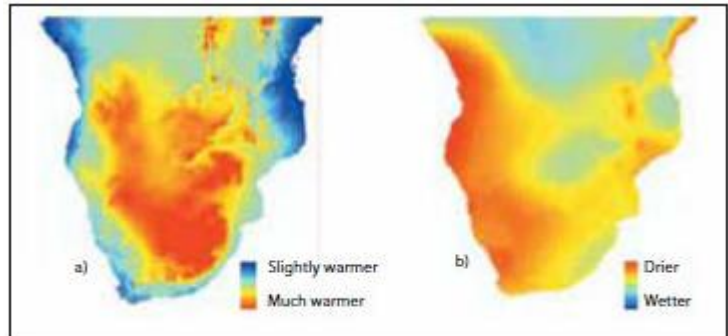 a)
Slightly warmer
Much warmer
b)
Drier
Wetter